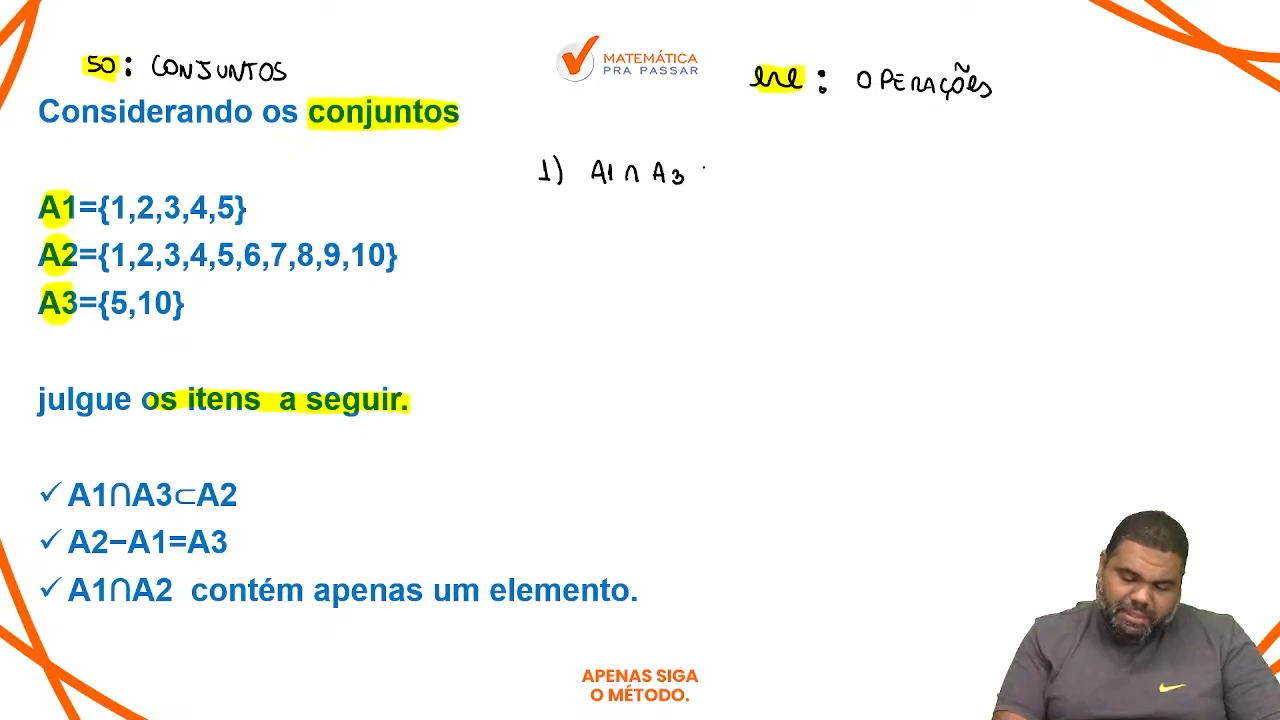 50: CONJUNTOS
MATEMÁTICA
PRA PASSAR
: OPERAÇÕES
Considerando os conjuntos
1) A1 ∩ A3
A1={1,2,3,4,5}
A2={1,2,3,4,5,6,7,8,9,10}
A3={5,10}
julgue os itens a seguir.
✓ A1∩A3⊂A2
✓ A2−A1=A3
✓ A1∩A2 contém apenas um elemento.
APENAS SIGA
O MÉTODO.